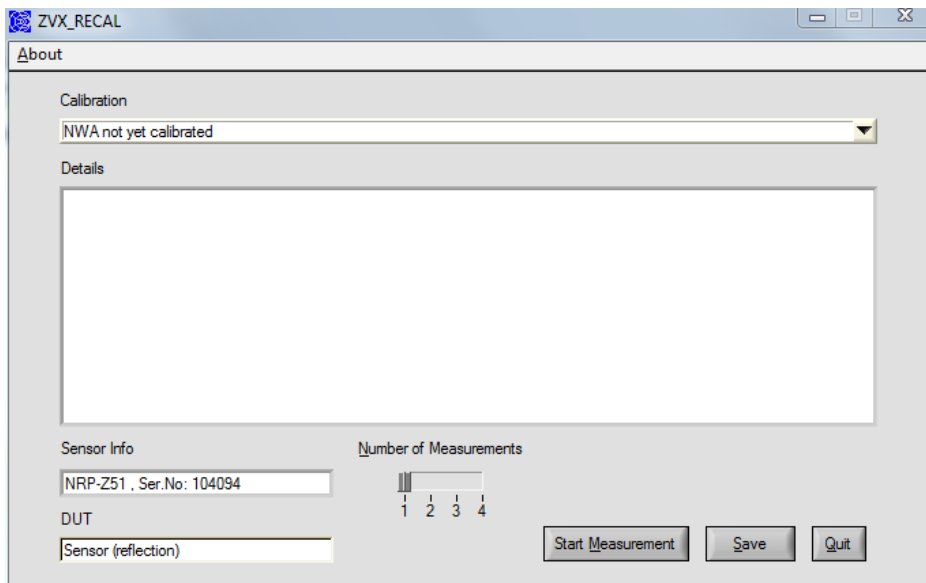 ZVX_RECAL
About
Calibration
NWA not yet calibrated
Details
Sensor Info
Number of Measurements
NRP-Z51 , Ser.No: 104094
1 2 3 4
DUT
Sensor (reflection)
Start Measurement Save Quit